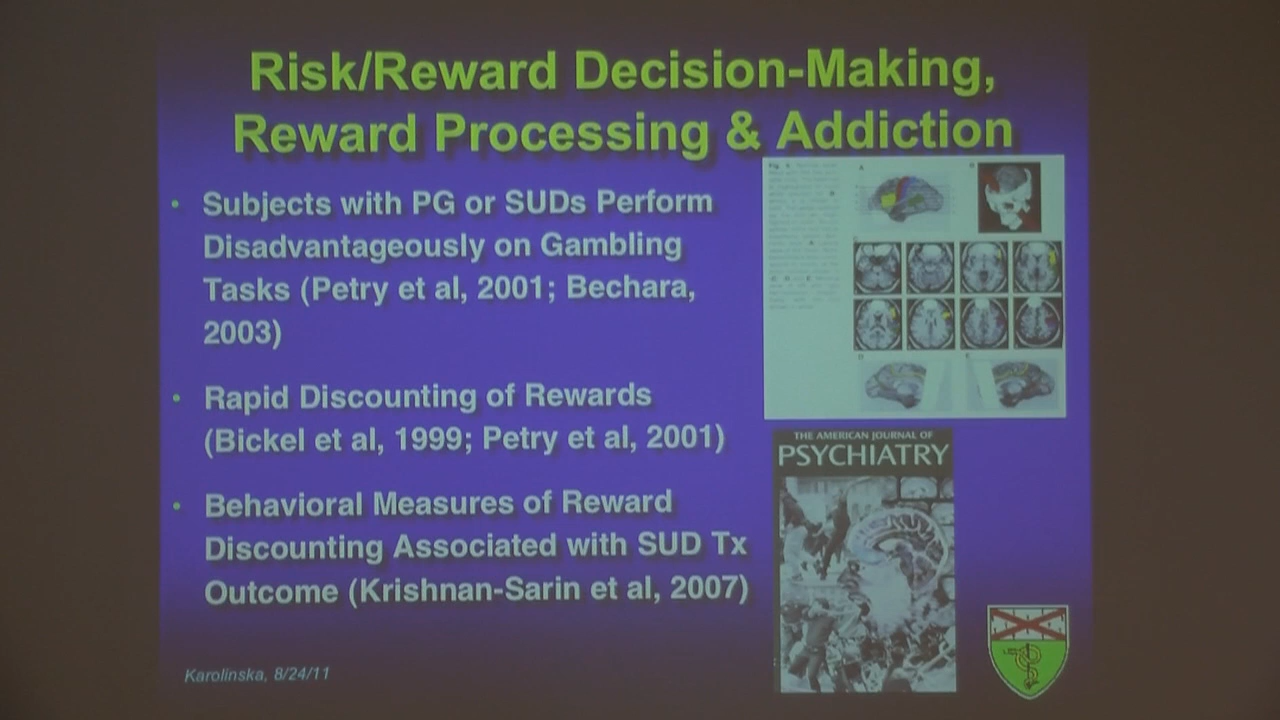 Risk/Reward Decision-Making,
Reward Processing & Addiction
• Subjects with PG or SUDs Perform
Disadvantageously on Gambling
Tasks (Petry et al, 2001; Bechara,
2003)
• Rapid Discounting of Rewards
(Bickel et al, 1999; Petry et al, 2001)
• Behavioral Measures of Reward
Discounting Associated with SUD Tx
Outcome (Krishnan-Sarin et al, 2007)
THE AMERICAN JOURNAL OF
PSYCHIATRY
Karolinska, 8/24/11